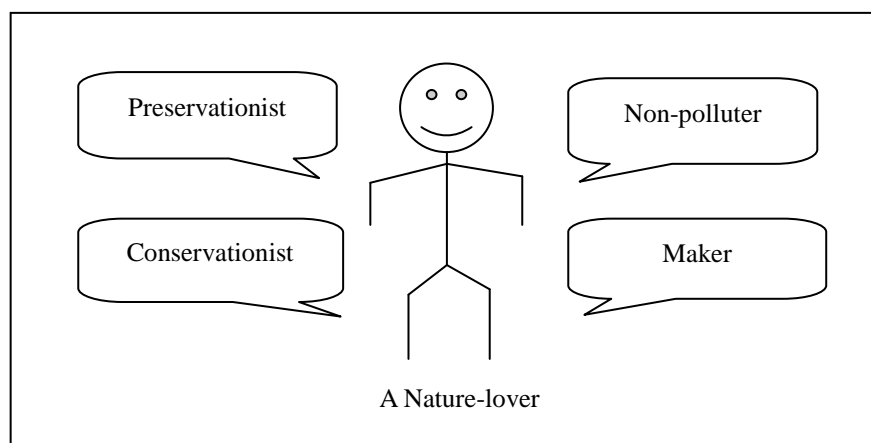 Preservationist
Non-polluter
Conservationist
Maker
A Nature-lover